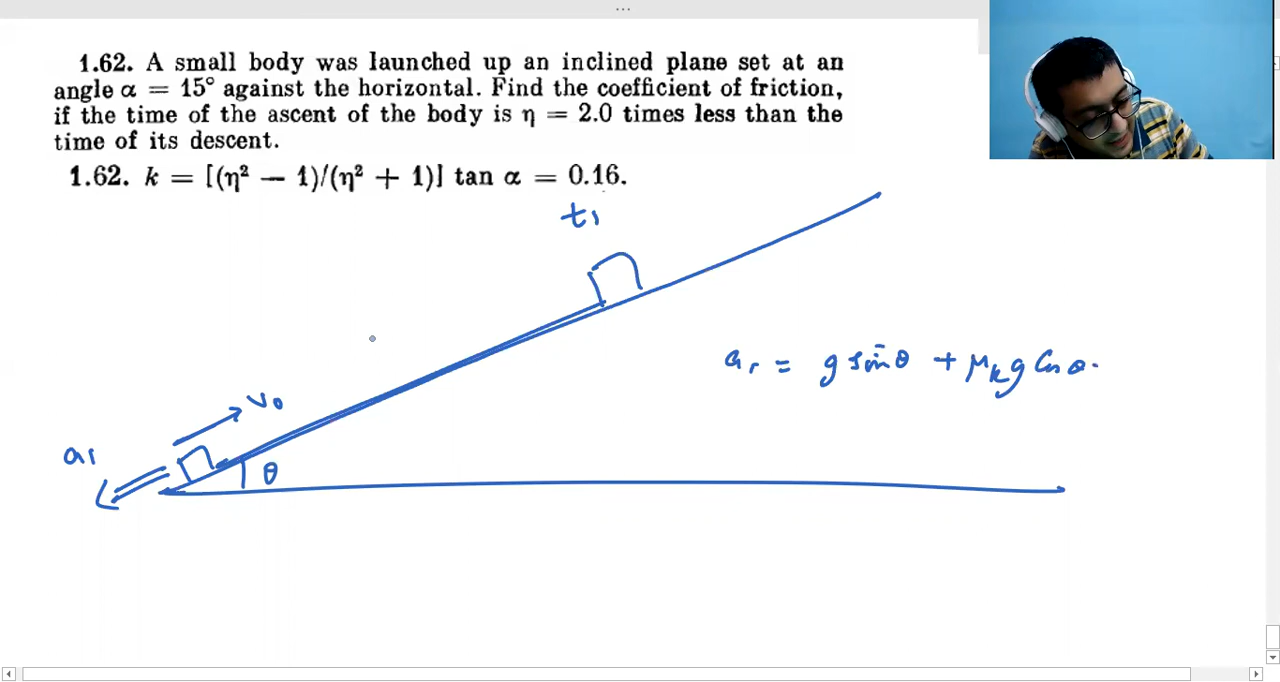 1.62. A small body was launched up an inclined plane set at an
angle α = 15° against the horizontal. Find the coefficient of friction,
if the time of the ascent of the body is η = 2.0 times less than the
time of its descent.
1.62. k = [(η² − 1)/(η² + 1)] tan α = 0.16.
t₁
a₁ = g sin θ + μₖ g cos θ.
v₀
a₁
θ